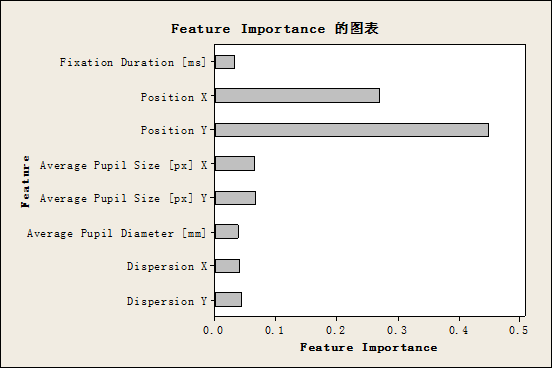 Feature Importance 的图表
Fixation Duration [ms]
Position X
Position Y
Average Pupil Size [px] X
Average Pupil Size [px] Y
Average Pupil Diameter [mm]
Dispersion X
Dispersion Y
Feature
0.0 0.1 0.2 0.3 0.4 0.5
Feature Importance